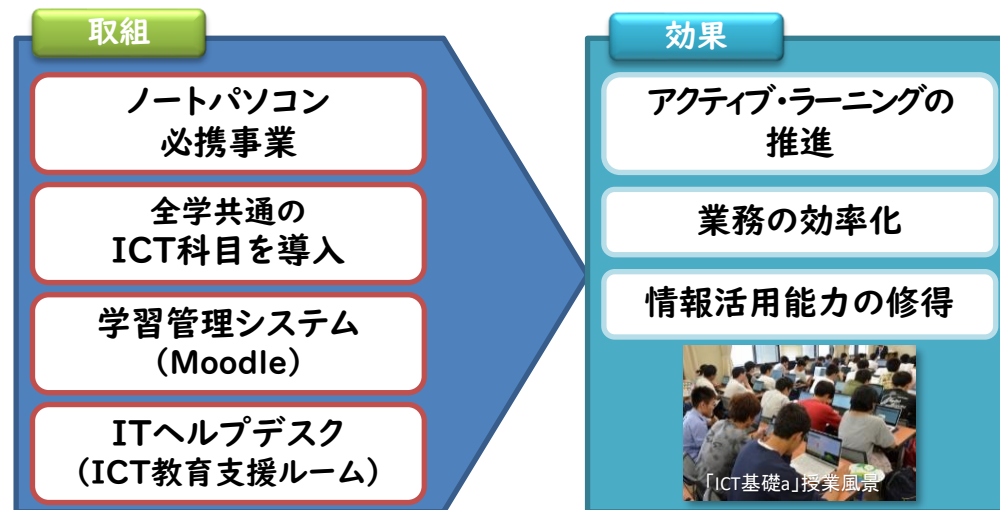 取組
ノートパソコン
必携事業
全学共通の
ICT科目を導入
学習管理システム
(Moodle)
ITヘルプデスク
(ICT教育支援ルーム)
効果
アクティブ・ラーニングの
推進
業務の効率化
情報活用能力の修得
「ICT基礎a」授業風景